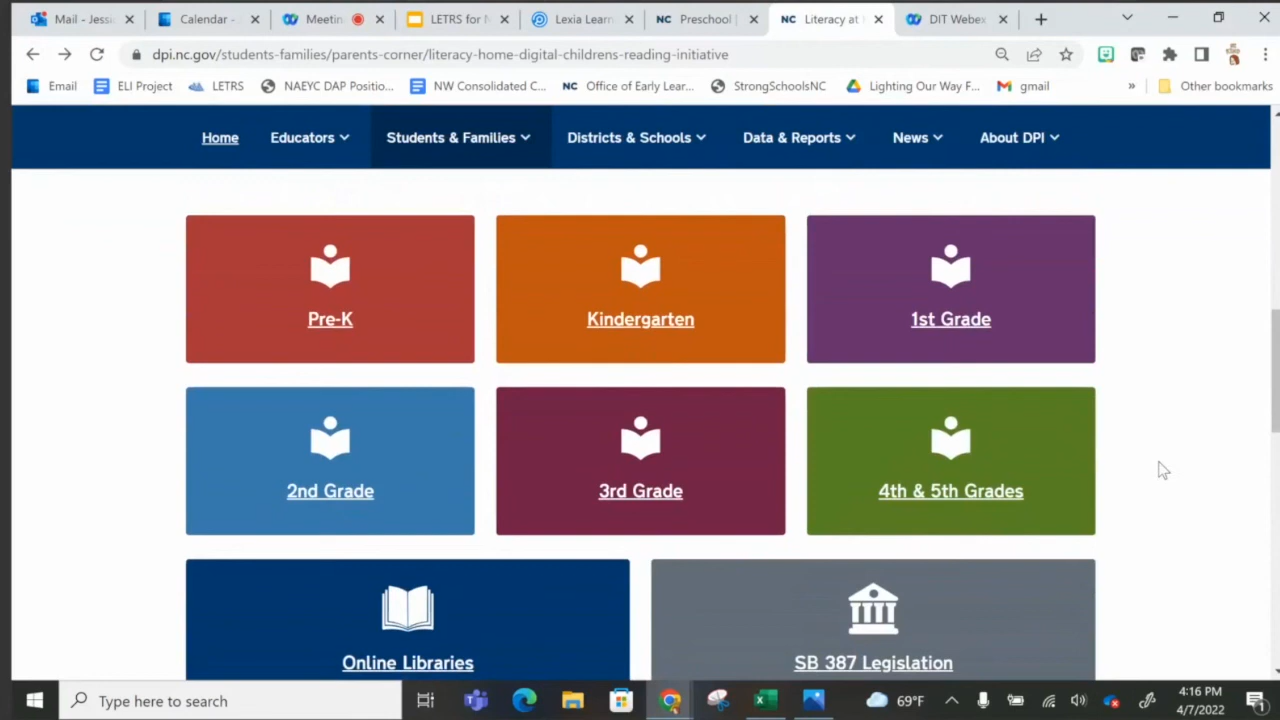 Mail - Jessi
Calendar - J
Meetin
LETRS for N
Lexia Learn
NC Preschool |
NC Literacy at
DIT Webex
dpi.nc.gov/students-families/parents-corner/literacy-home-digital-childrens-reading-initiative
Email ELI Project LETRS NAEYC DAP Positio... NW Consolidated C... NC Office of Early Lear... StrongSchoolsNC Lighting Our Way F... gmail » Other bookmarks
Home Educators Students & Families Districts & Schools Data & Reports News About DPI
Pre-K Kindergarten 1st Grade
2nd Grade 3rd Grade 4th & 5th Grades
Online Libraries SB 387 Legislation
Type here to search
69°F
4:16 PM
4/7/2022
1